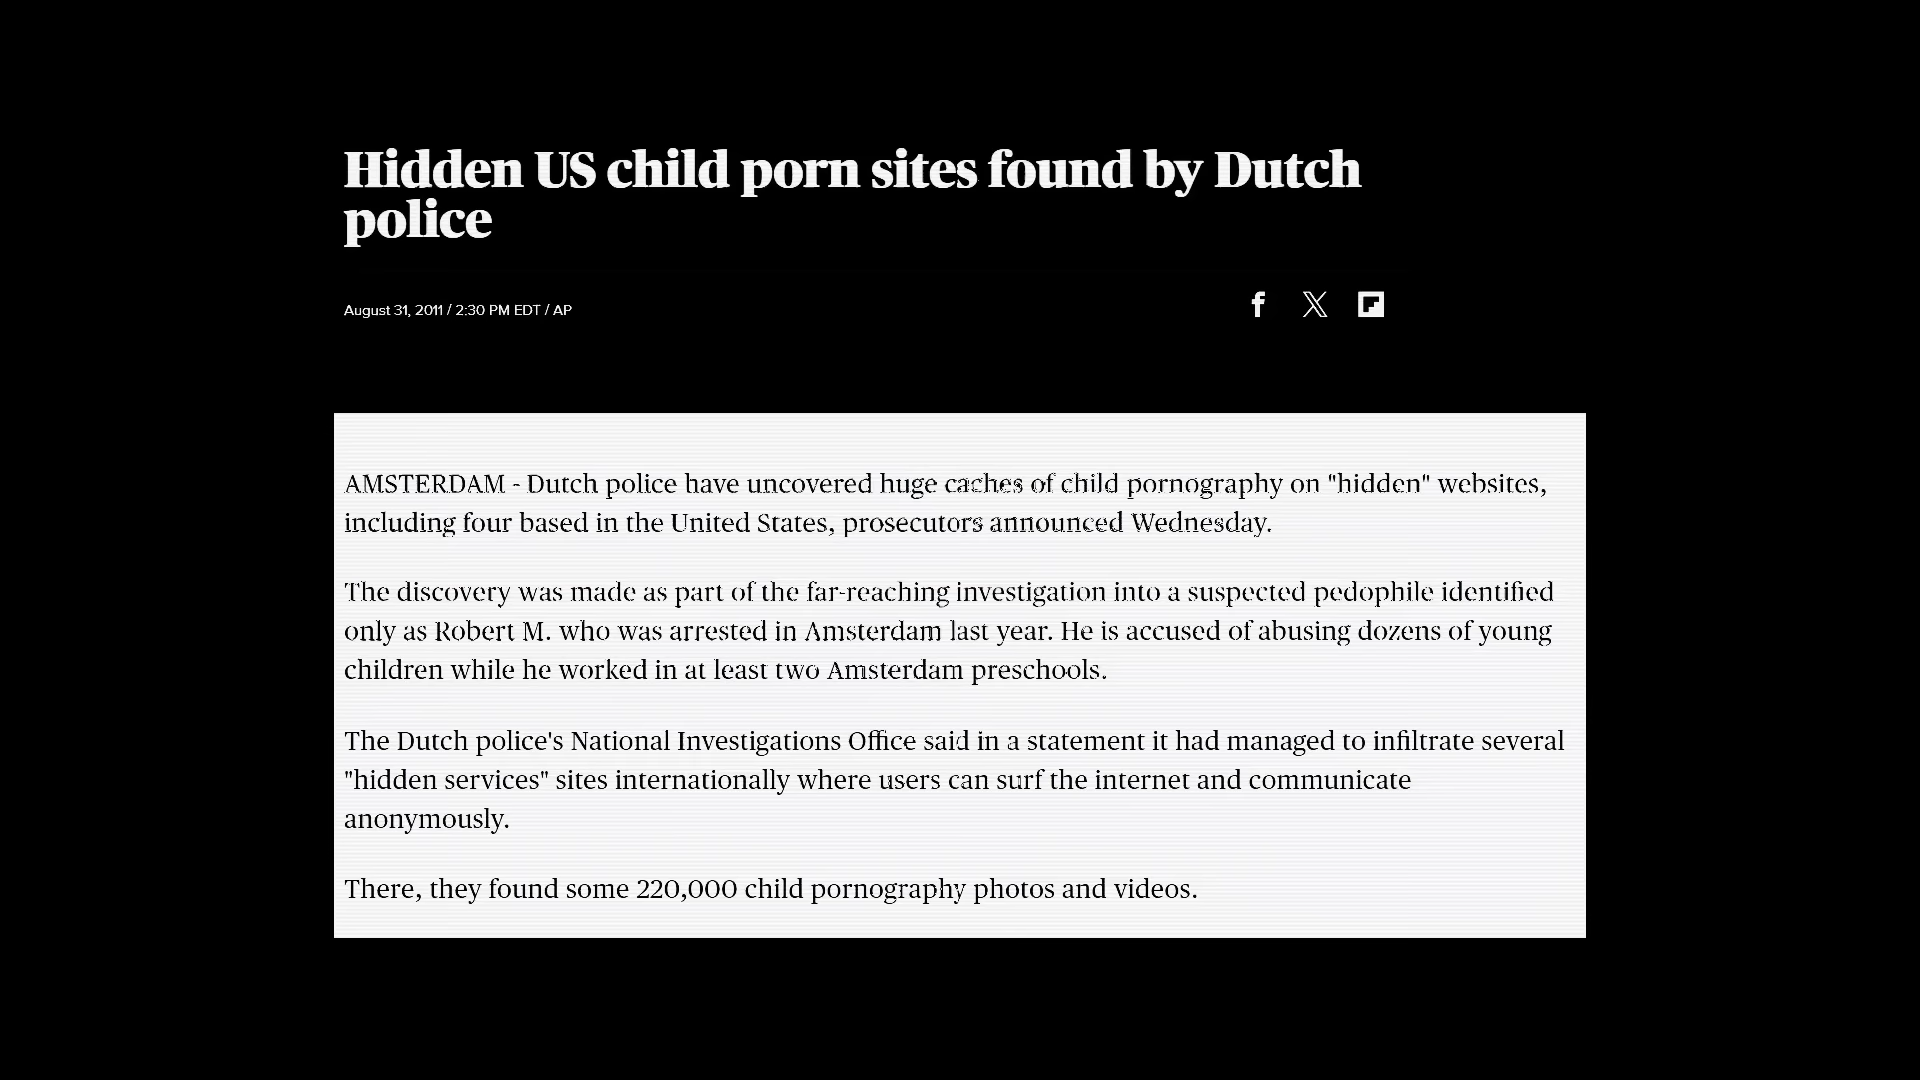 Hidden US child porn sites found by Dutch
police
August 31, 2011 / 2:30 PM EDT / AP
AMSTERDAM - Dutch police have uncovered huge caches of child pornography on "hidden" websites,
including four based in the United States, prosecutors announced Wednesday.
The discovery was made as part of the far-reaching investigation into a suspected pedophile identified
only as Robert M. who was arrested in Amsterdam last year. He is accused of abusing dozens of young
children while he worked in at least two Amsterdam preschools.
The Dutch police's National Investigations Office said in a statement it had managed to infiltrate several
"hidden services" sites internationally where users can surf the internet and communicate
anonymously.
There, they found some 220,000 child pornography photos and videos.